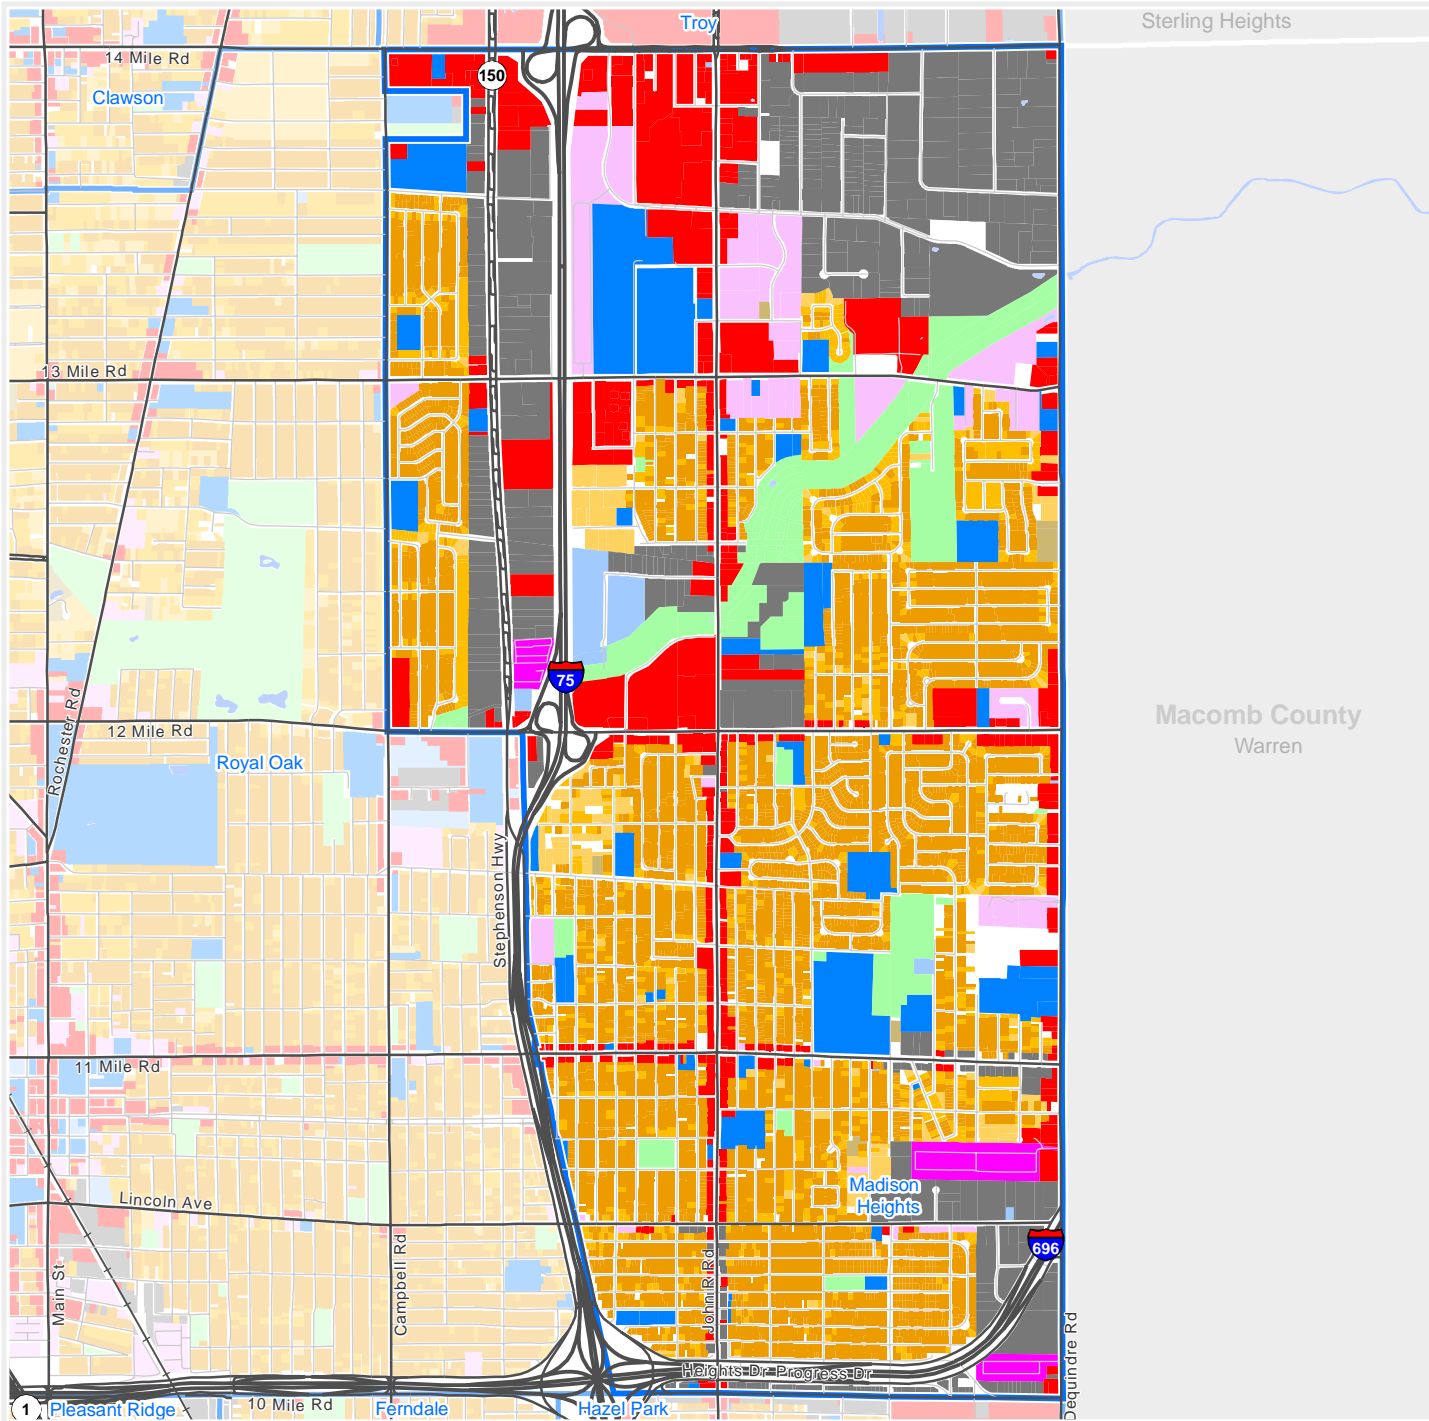 Troy
Sterling Heights
14 Mile Rd
150
Clawson
13 Mile Rd
75
Rochester Rd
12 Mile Rd
Royal Oak
Macomb County
Warren
Stephenson Hwy
11 Mile Rd
Lincoln Ave
Madison
Heights
696
Main St
Campbell Rd
John R Rd
Dequindre Rd
Heights Dr Progress Dr
1
Pleasant Ridge
10 Mile Rd
Ferndale
Hazel Park